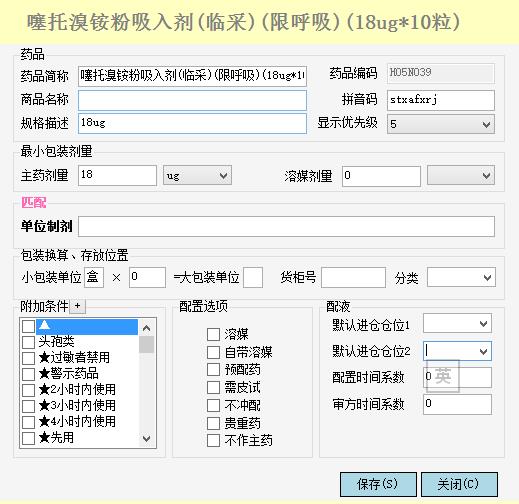 噻托溴铵粉吸入剂(临采)(限呼吸)(18ug*10粒)
药品
药品简称 噻托溴铵粉吸入剂(临采)(限呼吸)(18ug*1 药品编码 H05N039
商品名称 拼音码 stxafxrj
规格描述 18ug 显示优先级 5
最小包装剂量
主药剂量 18 ug 溶媒剂量 0
匹配
单位制剂
包装换算、存放位置
小包装单位 盒 × 0 =大包装单位 货柜号 分类
附加条件 + 配置选项 配液
▲
头孢类
★过敏者禁用
★警示药品
★2小时内使用
★3小时内使用
★4小时内使用
★先用
溶媒
自带溶媒
预配药
需皮试
不冲配
贵重药
不作主药
默认进仓仓位1
默认进仓仓位2
配置时间系数 0
英
审方时间系数 0
保存(S) 关闭(C)